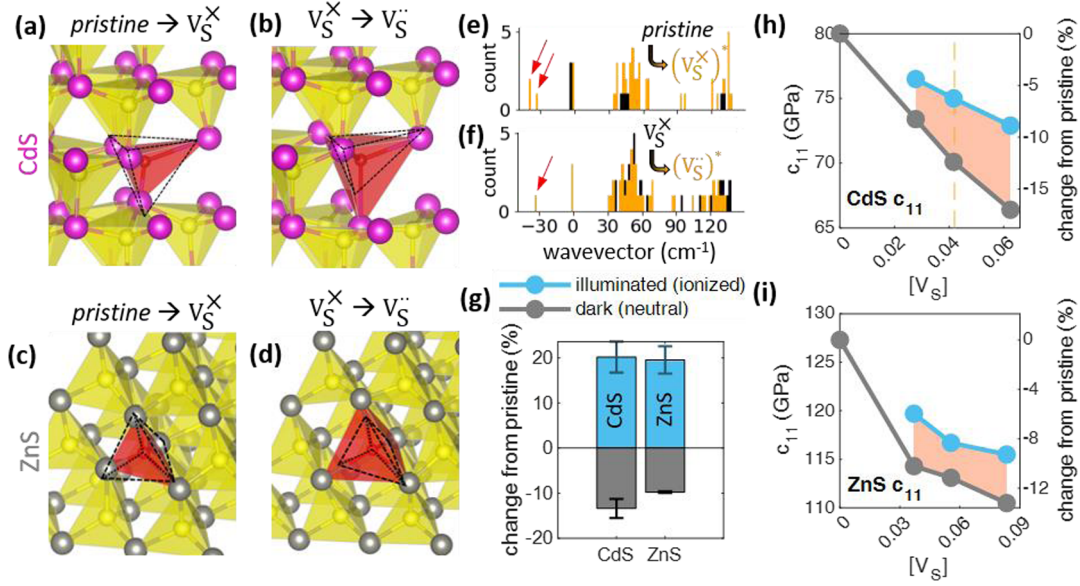 (a) pristine → V_S^×
(b) V_S^× → V_S^¨
CdS
(c) pristine → V_S^×
(d) V_S^× → V_S^¨
ZnS
(e) pristine
(V_S^×)*
5
0
count
(f) V_S^×
(V_S^¨)*
5
0
count
−30 0 30 60 90 120
wavevector (cm⁻¹)
illuminated (ionized)
dark (neutral)
(g)
change from pristine (%)
20
10
0
-10
-20
CdS
ZnS
CdS ZnS
(h)
c₁₁ (GPa)
80
75
70
65
0 0.02 0.04 0.06
[V_S]
CdS c₁₁
0
-5
-10
-15
change from pristine (%)
(i)
c₁₁ (GPa)
130
125
120
115
110
0 0.03 0.06 0.09
[V_S]
ZnS c₁₁
0
-4
-8
-12
change from pristine (%)